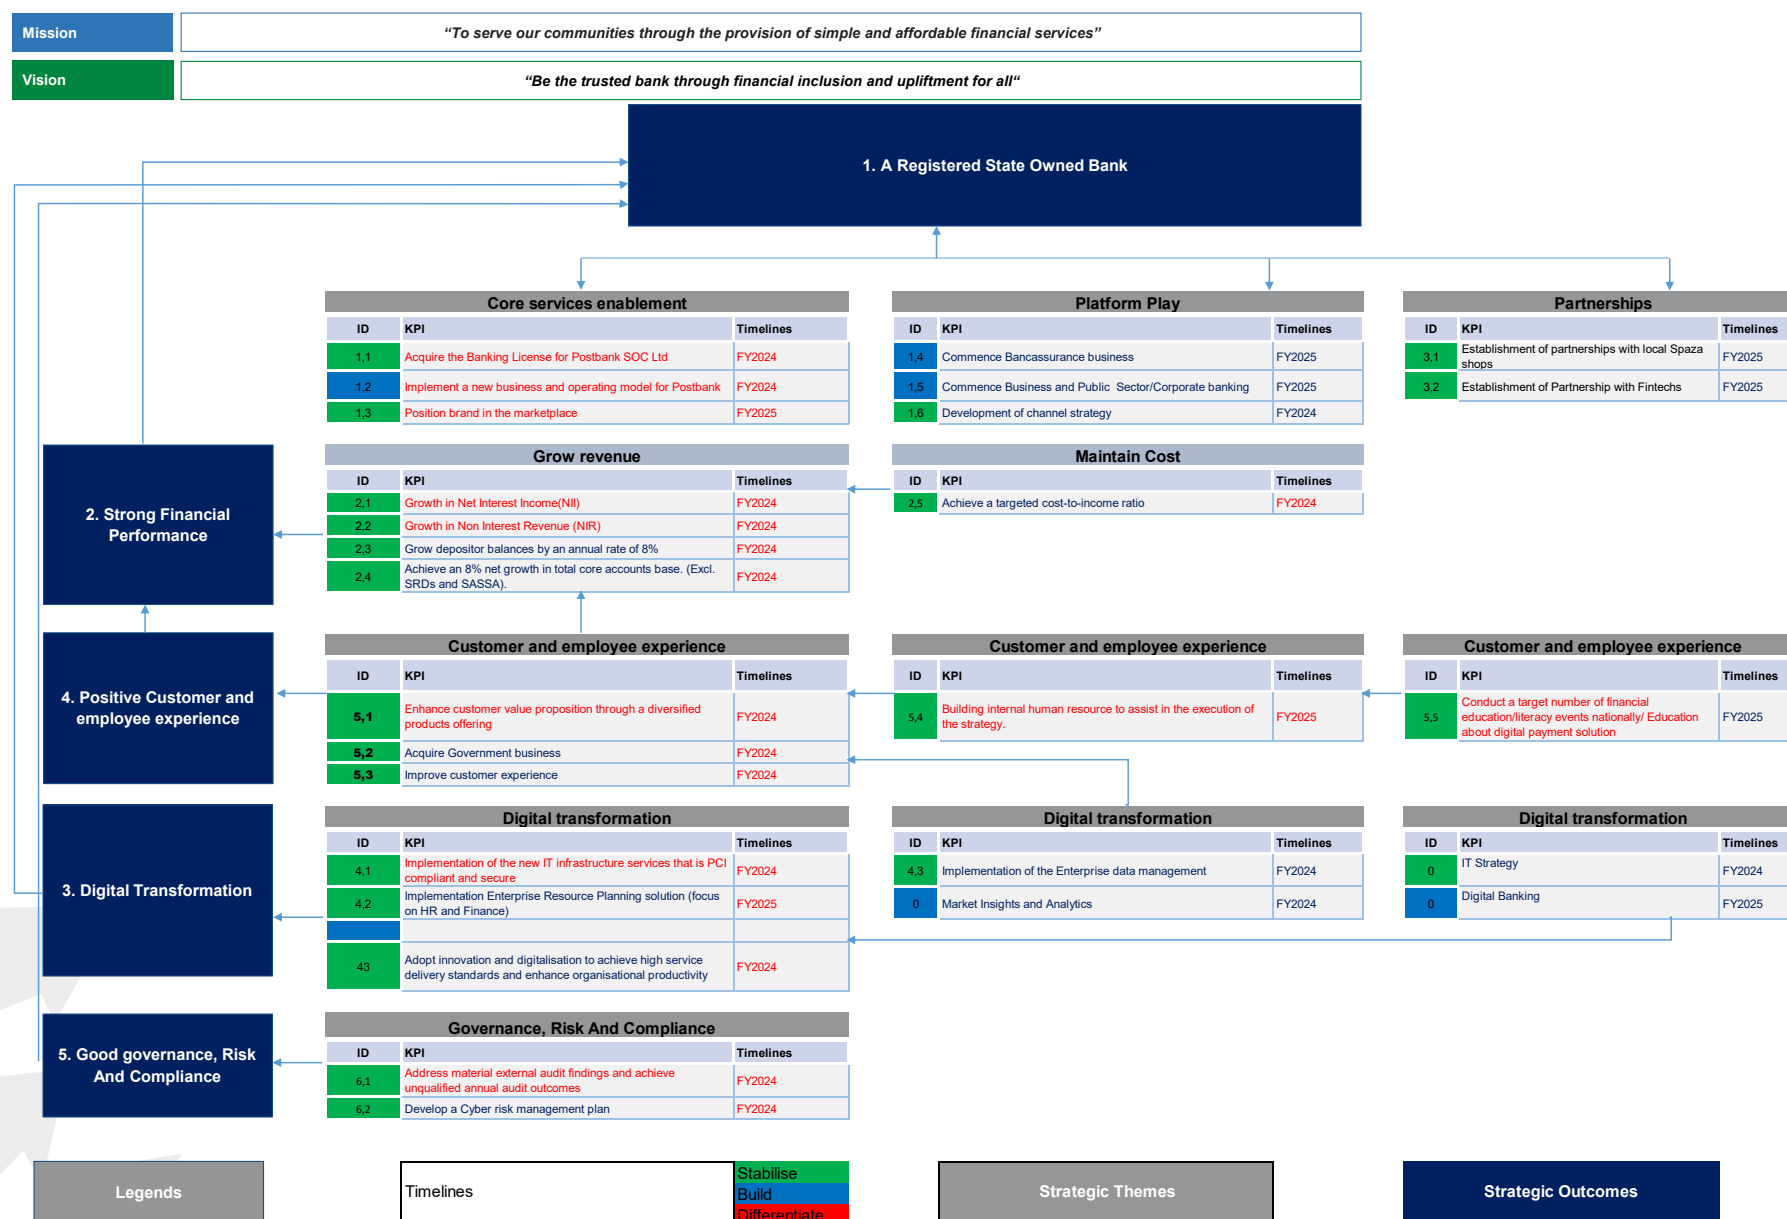 Mission
“To serve our communities through the provision of simple and affordable financial services”
Vision
“Be the trusted bank through financial inclusion and upliftment for all“
1. A Registered State Owned Bank
Core services enablement
ID KPI Timelines
1,1 Acquire the Banking License for Postbank SOC Ltd FY2024
1,2 Implement a new business and operating model for Postbank FY2024
1,3 Position brand in the marketplace FY2025
Platform Play
ID KPI Timelines
1,4 Commence Bancassurance business FY2025
1,5 Commence Business and Public Sector/Corporate banking FY2025
1,6 Development of channel strategy FY2024
Partnerships
ID KPI Timelines
3,1 Establishment of partnerships with local Spaza
shops FY2025
3,2 Establishment of Partnership with Fintechs FY2025
2. Strong Financial
Performance
Grow revenue
ID KPI Timelines
2,1 Growth in Net Interest Income(NII) FY2024
2,2 Growth in Non Interest Revenue (NIR) FY2024
2,3 Grow depositor balances by an annual rate of 8% FY2024
2,4 Achieve an 8% net growth in total core accounts base. (Excl.
SRDs and SASSA). FY2024
Maintain Cost
ID KPI Timelines
2,5 Achieve a targeted cost-to-income ratio FY2024
4. Positive Customer and
employee experience
Customer and employee experience
ID KPI Timelines
5,1 Enhance customer value proposition through a diversified
products offering FY2024
5,2 Acquire Government business FY2024
5,3 Improve customer experience FY2024
Customer and employee experience
ID KPI Timelines
5,4 Building internal human resource to assist in the execution of
the strategy. FY2025
Customer and employee experience
ID KPI Timelines
5,5 Conduct a target number of financial
education/literacy events nationally/ Education
about digital payment solution FY2025
3. Digital Transformation
Digital transformation
ID KPI Timelines
4,1 Implementation of the new IT infrastructure services that is PCI
compliant and secure FY2024
4,2 Implementation Enterprise Resource Planning solution (focus
on HR and Finance) FY2025
43 Adopt innovation and digitalisation to achieve high service
delivery standards and enhance organisational productivity FY2024
Digital transformation
ID KPI Timelines
4,3 Implementation of the Enterprise data management FY2024
0 Market Insights and Analytics FY2024
Digital transformation
ID KPI Timelines
0 IT Strategy FY2024
0 Digital Banking FY2025
5. Good governance, Risk
And Compliance
Governance, Risk And Compliance
ID KPI Timelines
6,1 Address material external audit findings and achieve
unqualified annual audit outcomes FY2024
6,2 Develop a Cyber risk management plan FY2024
Legends
Timelines
Stabilise
Build
Differentiate
Strategic Themes
Strategic Outcomes